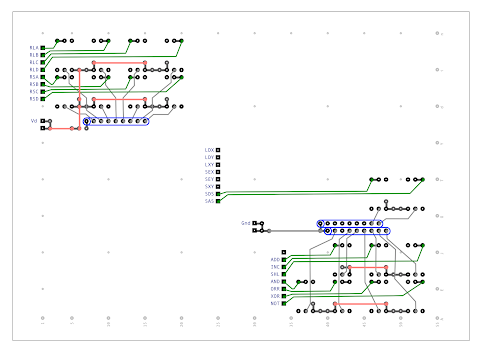 RLA
RLB
RLC
RLD
RSA
RSB
RSC
RSD
Vd
LDX
LDY
LXY
SDX
SDY
SXY
SDS
SAS
Gnd
ADD
INC
SHL
AND
ORR
XOR
NOT